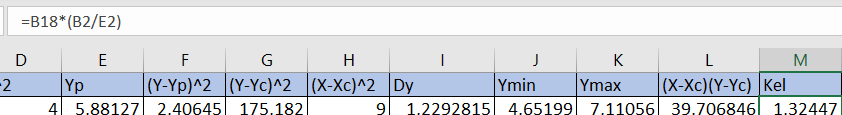 =B18*(B2/E2)
D E F G H I J K L M
^2 Yp (Y-Yp)^2 (Y-Yc)^2 (X-Xc)^2 Dy Ymin Ymax (X-Xc)(Y-Yc) Kel
4 5.88127 2.40645 175.182 9 1.2292815 4.65199 7.11056 39.706846 1.32447